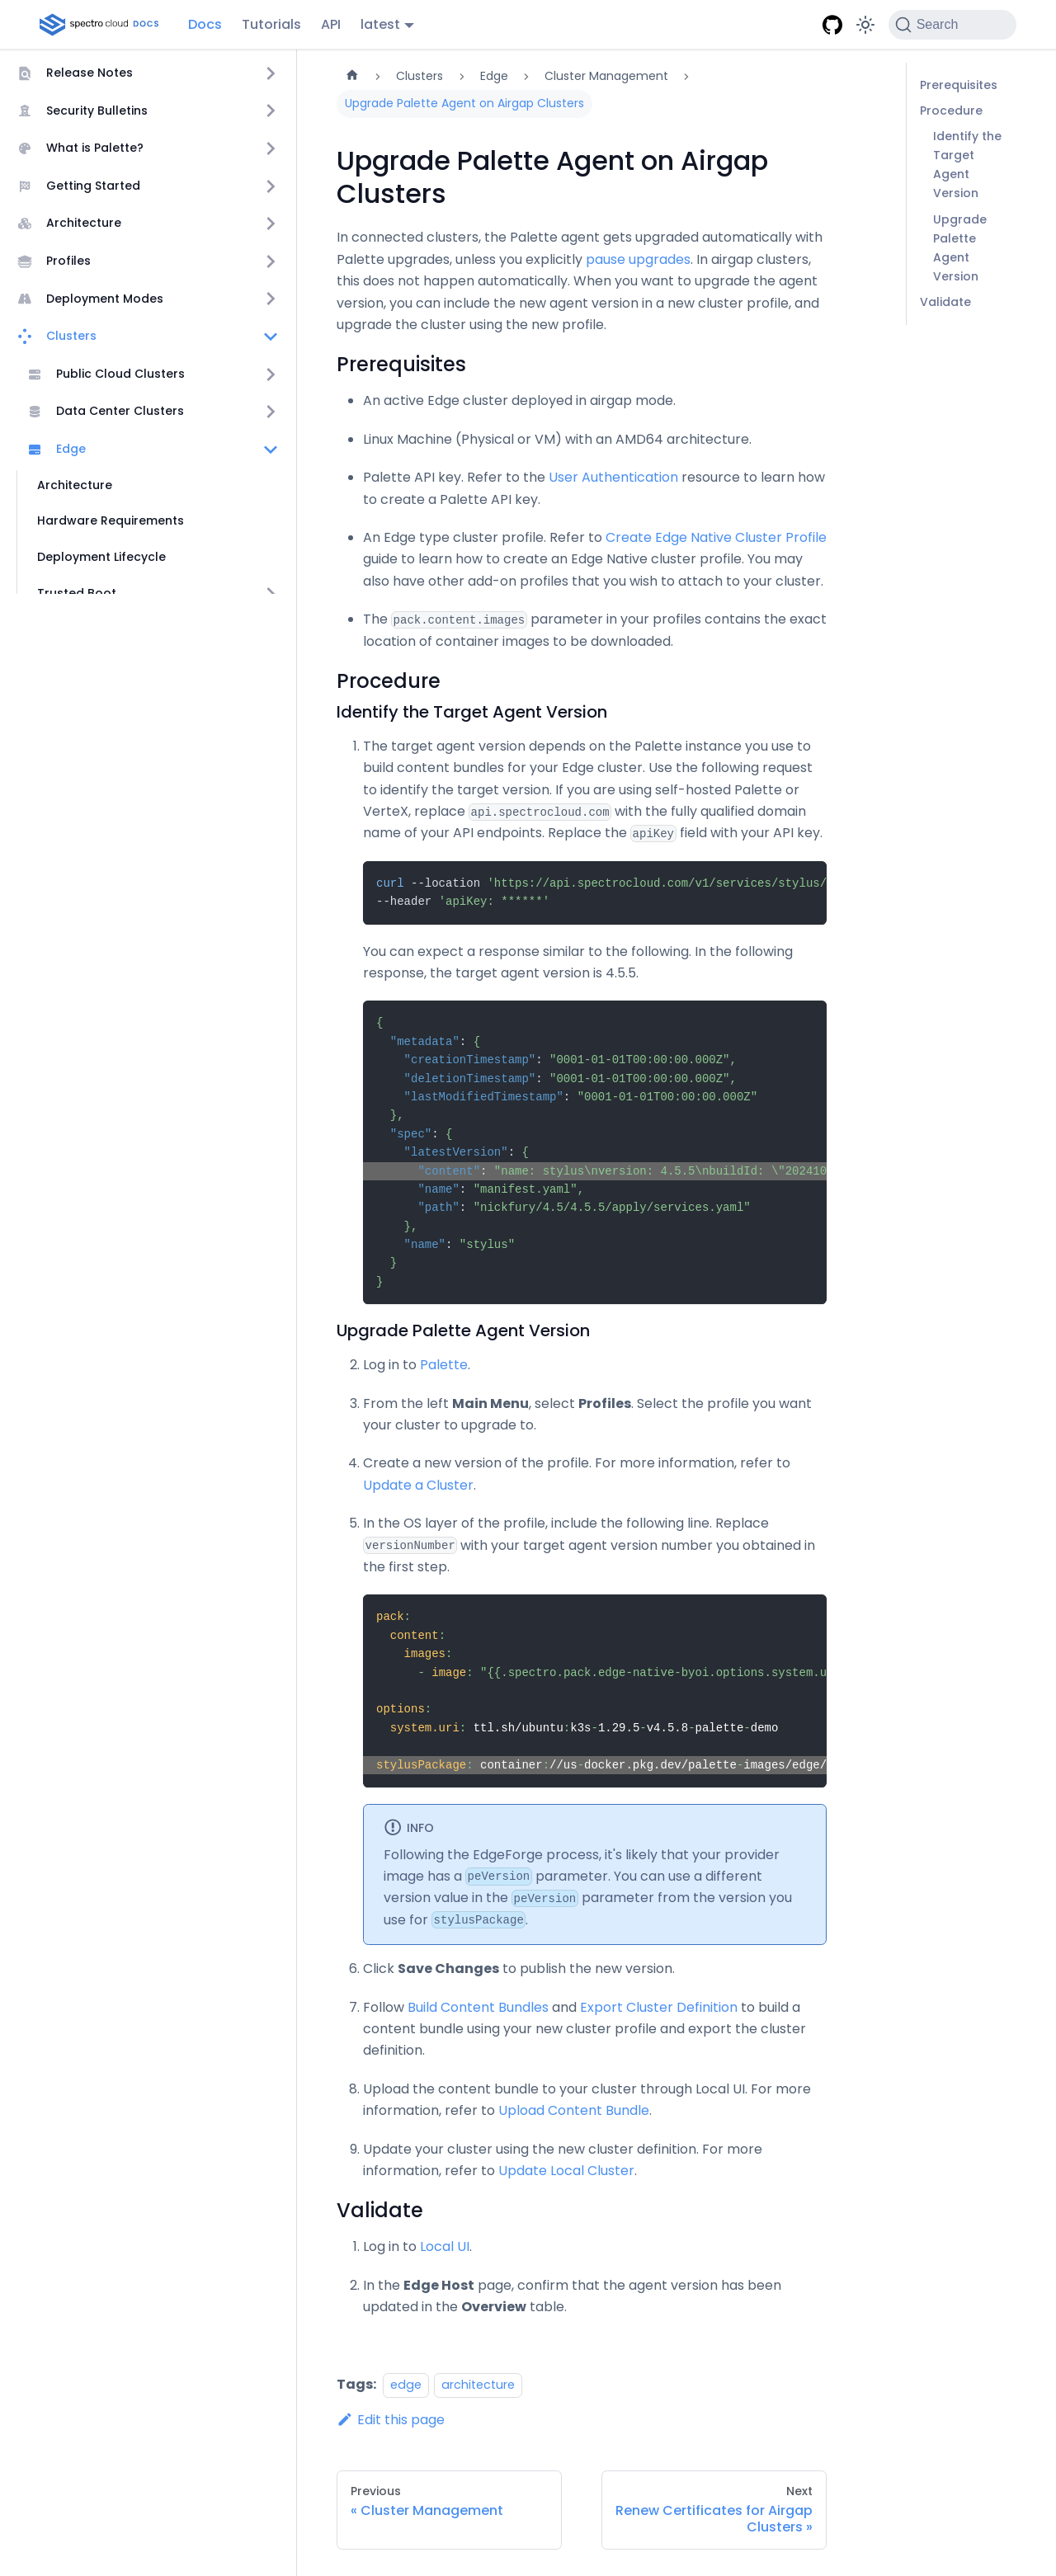 spectro cloud DOCS
Docs
Tutorials
API
latest
Search
Release Notes
Security Bulletins
What is Palette?
Getting Started
Architecture
Profiles
Deployment Modes
Clusters
Public Cloud Clusters
Data Center Clusters
Edge
Architecture
Hardware Requirements
Deployment Lifecycle
Trusted Boot
Clusters
Edge
Cluster Management
Upgrade Palette Agent on Airgap Clusters
Upgrade Palette Agent on Airgap
Clusters
In connected clusters, the Palette agent gets upgraded automatically with
Palette upgrades, unless you explicitly pause upgrades. In airgap clusters,
this does not happen automatically. When you want to upgrade the agent
version, you can include the new agent version in a new cluster profile, and
upgrade the cluster using the new profile.
Prerequisites
An active Edge cluster deployed in airgap mode.
Linux Machine (Physical or VM) with an AMD64 architecture.
Palette API key. Refer to the User Authentication resource to learn how
to create a Palette API key.
An Edge type cluster profile. Refer to Create Edge Native Cluster Profile
guide to learn how to create an Edge Native cluster profile. You may
also have other add-on profiles that you wish to attach to your cluster.
The pack.content.images parameter in your profiles contains the exact
location of container images to be downloaded.
Procedure
Identify the Target Agent Version
1. The target agent version depends on the Palette instance you use to
build content bundles for your Edge cluster. Use the following request
to identify the target version. If you are using self-hosted Palette or
VerteX, replace api.spectrocloud.com with the fully qualified domain
name of your API endpoints. Replace the apiKey field with your API key.
curl --location 'https://api.spectrocloud.com/v1/services/stylus/
--header 'apiKey: ******'
You can expect a response similar to the following. In the following
response, the target agent version is 4.5.5.
{
"metadata": {
"creationTimestamp": "0001-01-01T00:00:00.000Z",
"deletionTimestamp": "0001-01-01T00:00:00.000Z",
"lastModifiedTimestamp": "0001-01-01T00:00:00.000Z"
},
"spec": {
"latestVersion": {
"content": "name: stylus\nversion: 4.5.5\nbuildId: \"202410
"name": "manifest.yaml",
"path": "nickfury/4.5/4.5.5/apply/services.yaml"
},
"name": "stylus"
}
}
Upgrade Palette Agent Version
2. Log in to Palette.
3. From the left Main Menu, select Profiles. Select the profile you want
your cluster to upgrade to.
4. Create a new version of the profile. For more information, refer to
Update a Cluster.
5. In the OS layer of the profile, include the following line. Replace
versionNumber with your target agent version number you obtained in
the first step.
pack:
content:
images:
- image: "{{.spectro.pack.edge-native-byoi.options.system.u
options:
system.uri: ttl.sh/ubuntu:k3s-1.29.5-v4.5.8-palette-demo
stylusPackage: container://us-docker.pkg.dev/palette-images/edge/
INFO
Following the EdgeForge process, it's likely that your provider
image has a peVersion parameter. You can use a different
version value in the peVersion parameter from the version you
use for stylusPackage.
6. Click Save Changes to publish the new version.
7. Follow Build Content Bundles and Export Cluster Definition to build a
content bundle using your new cluster profile and export the cluster
definition.
8. Upload the content bundle to your cluster through Local UI. For more
information, refer to Upload Content Bundle.
9. Update your cluster using the new cluster definition. For more
information, refer to Update Local Cluster.
Validate
1. Log in to Local UI.
2. In the Edge Host page, confirm that the agent version has been
updated in the Overview table.
Tags: edge architecture
Edit this page
Previous
« Cluster Management
Next
Renew Certificates for Airgap
Clusters »
Prerequisites
Procedure
Identify the
Target
Agent
Version
Upgrade
Palette
Agent
Version
Validate